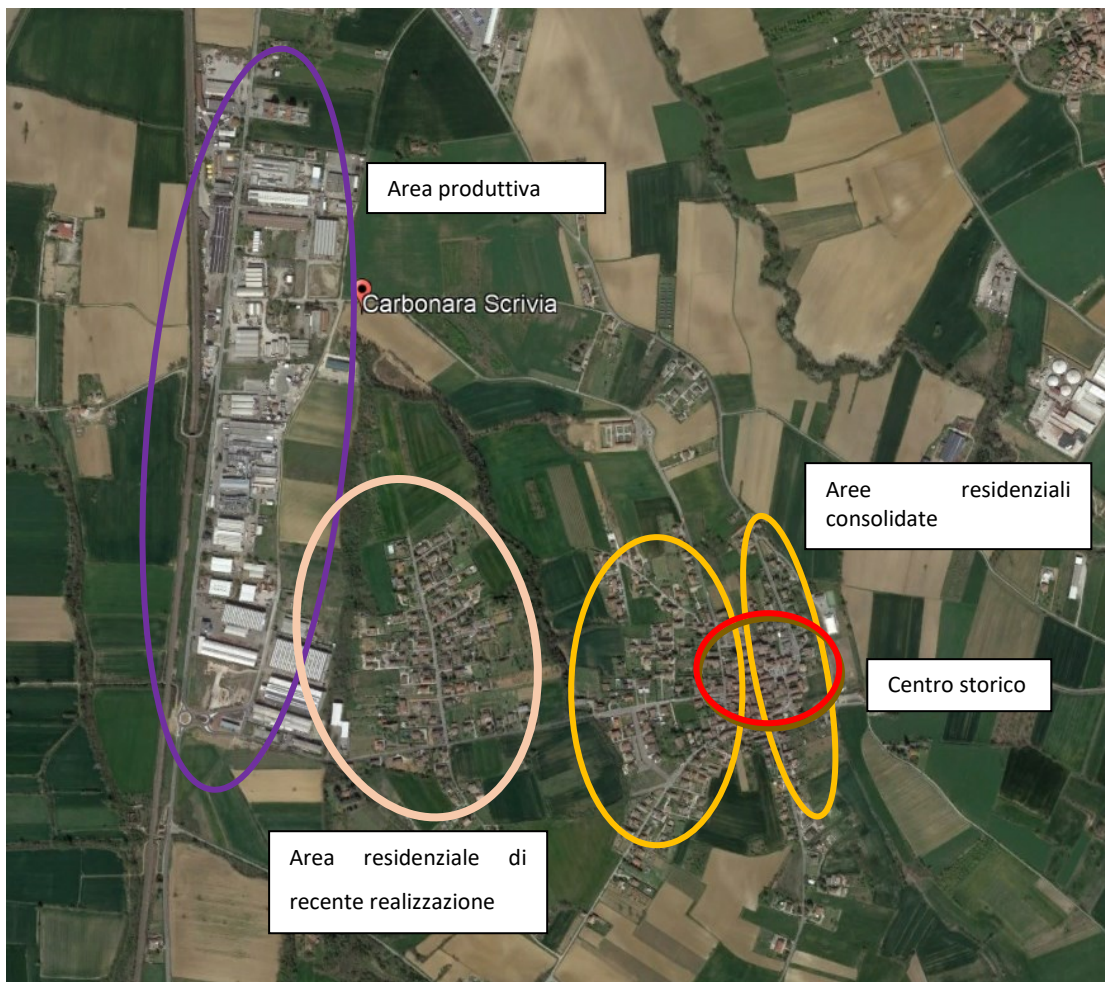 Area produttiva
Carbonara Scrivia
Aree residenziali
consolidate
Centro storico
Area residenziale di
recente realizzazione